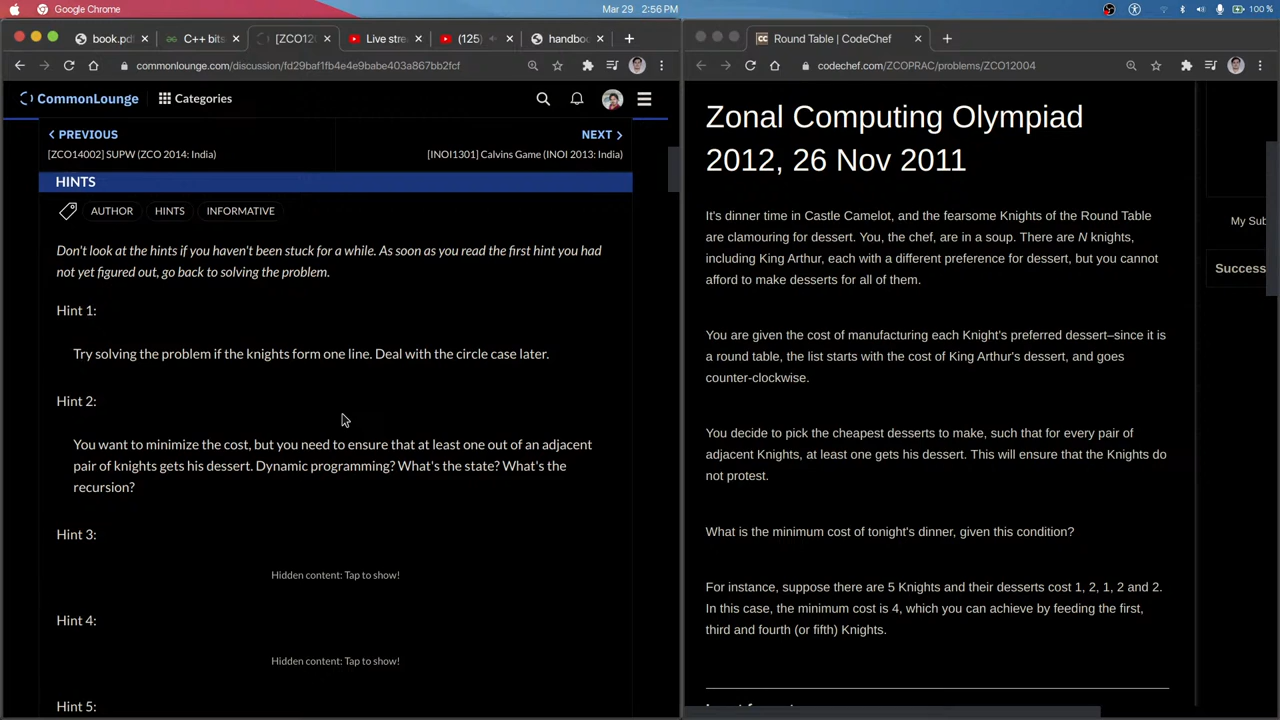 Google Chrome
Mar 29 2:56 PM
100 %
book.pdf
C++ bits
[ZCO12
Live stre
(125)
handbo
commonlounge.com/discussion/fd29baf1fb4e4e9babe403a867bb2fcf
CommonLounge
Categories
PREVIOUS
NEXT
[ZCO14002] SUPW (ZCO 2014: India)
[INOI1301] Calvins Game (INOI 2013: India)
HINTS
AUTHOR
HINTS
INFORMATIVE
Don't look at the hints if you haven't been stuck for a while. As soon as you read the first hint you had
not yet figured out, go back to solving the problem.
Hint 1:
Try solving the problem if the knights form one line. Deal with the circle case later.
Hint 2:
You want to minimize the cost, but you need to ensure that at least one out of an adjacent
pair of knights gets his dessert. Dynamic programming? What's the state? What's the
recursion?
Hint 3:
Hidden content: Tap to show!
Hint 4:
Hidden content: Tap to show!
Hint 5:
Round Table | CodeChef
codechef.com/ZCOPRAC/problems/ZCO12004
Zonal Computing Olympiad
2012, 26 Nov 2011
It's dinner time in Castle Camelot, and the fearsome Knights of the Round Table
are clamouring for dessert. You, the chef, are in a soup. There are N knights,
including King Arthur, each with a different preference for dessert, but you cannot
afford to make desserts for all of them.
You are given the cost of manufacturing each Knight's preferred dessert–since it is
a round table, the list starts with the cost of King Arthur's dessert, and goes
counter-clockwise.
You decide to pick the cheapest desserts to make, such that for every pair of
adjacent Knights, at least one gets his dessert. This will ensure that the Knights do
not protest.
What is the minimum cost of tonight's dinner, given this condition?
For instance, suppose there are 5 Knights and their desserts cost 1, 2, 1, 2 and 2.
In this case, the minimum cost is 4, which you can achieve by feeding the first,
third and fourth (or fifth) Knights.
My Sub
Success